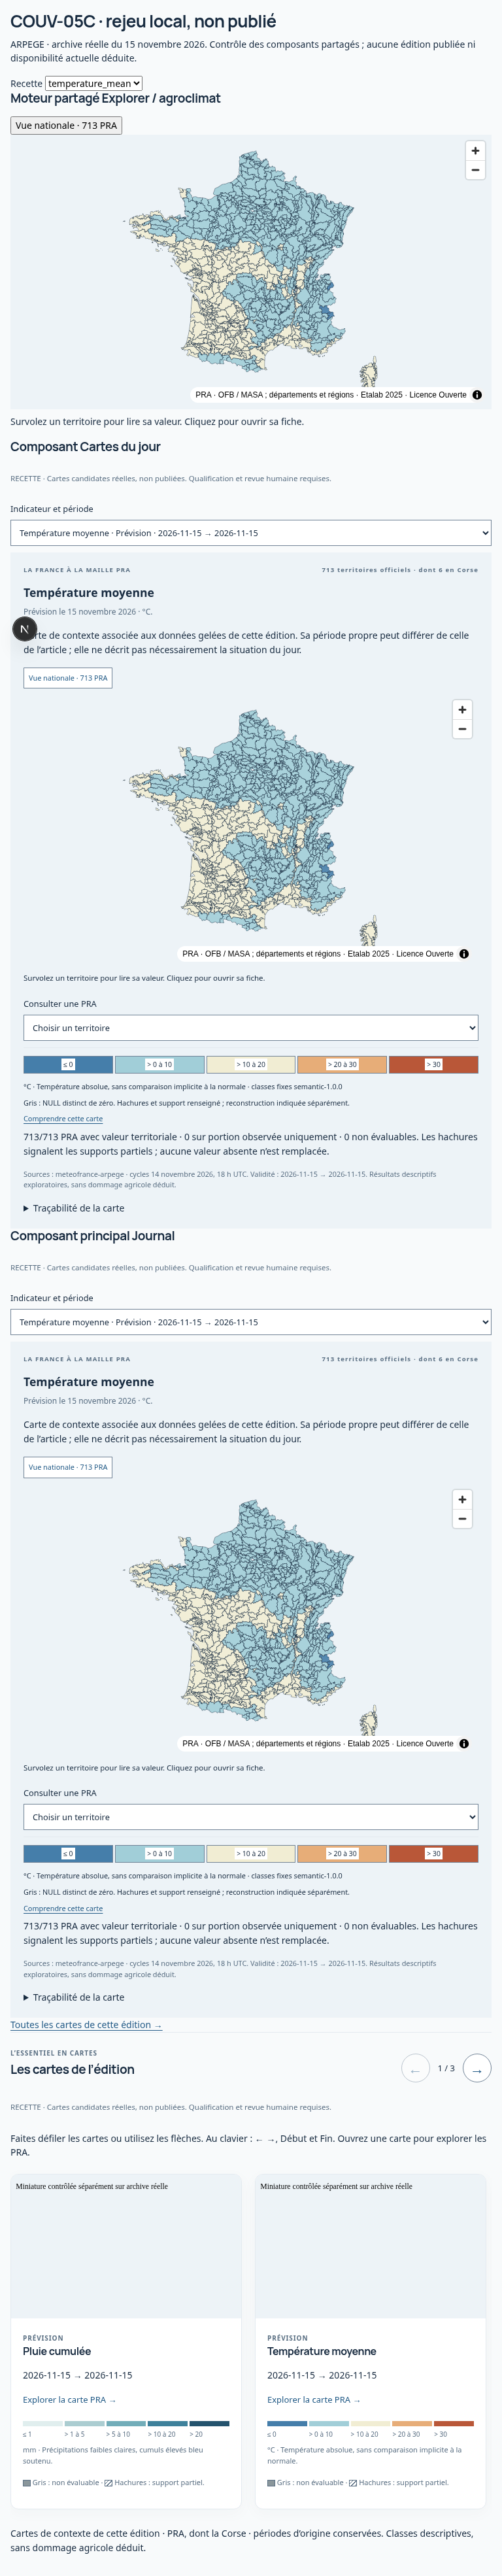 COUV-05C · rejeu local, non publié
ARPEGE · archive réelle du 15 novembre 2026. Contrôle des composants partagés ; aucune édition publiée ni
disponibilité actuelle déduite.
Recette temperature_mean
Moteur partagé Explorer / agroclimat
Vue nationale · 713 PRA
PRA · OFB / MASA ; départements et régions · Etalab 2025 · Licence Ouverte
Survolez un territoire pour lire sa valeur. Cliquez pour ouvrir sa fiche.
Composant Cartes du jour
RECETTE · Cartes candidates réelles, non publiées. Qualification et revue humaine requises.
Indicateur et période
Température moyenne · Prévision · 2026-11-15 → 2026-11-15
LA FRANCE À LA MAILLE PRA
713 territoires officiels · dont 6 en Corse
Température moyenne
Prévision le 15 novembre 2026 · °C.
N
rte de contexte associée aux données gelées de cette édition. Sa période propre peut différer de celle
de l’article ; elle ne décrit pas nécessairement la situation du jour.
Vue nationale · 713 PRA
PRA · OFB / MASA ; départements et régions · Etalab 2025 · Licence Ouverte
Survolez un territoire pour lire sa valeur. Cliquez pour ouvrir sa fiche.
Consulter une PRA
Choisir un territoire
≤ 0 > 0 à 10 > 10 à 20 > 20 à 30 > 30
°C · Température absolue, sans comparaison implicite à la normale · classes fixes semantic-1.0.0
Gris : NULL distinct de zéro. Hachures et support renseigné ; reconstruction indiquée séparément.
Comprendre cette carte
713/713 PRA avec valeur territoriale · 0 sur portion observée uniquement · 0 non évaluables. Les hachures
signalent les supports partiels ; aucune valeur absente n’est remplacée.
Sources : meteofrance-arpege · cycles 14 novembre 2026, 18 h UTC. Validité : 2026-11-15 → 2026-11-15. Résultats descriptifs
exploratoires, sans dommage agricole déduit.
Traçabilité de la carte
Composant principal Journal
RECETTE · Cartes candidates réelles, non publiées. Qualification et revue humaine requises.
Indicateur et période
Température moyenne · Prévision · 2026-11-15 → 2026-11-15
LA FRANCE À LA MAILLE PRA
713 territoires officiels · dont 6 en Corse
Température moyenne
Prévision le 15 novembre 2026 · °C.
Carte de contexte associée aux données gelées de cette édition. Sa période propre peut différer de celle
de l’article ; elle ne décrit pas nécessairement la situation du jour.
Vue nationale · 713 PRA
PRA · OFB / MASA ; départements et régions · Etalab 2025 · Licence Ouverte
Survolez un territoire pour lire sa valeur. Cliquez pour ouvrir sa fiche.
Consulter une PRA
Choisir un territoire
≤ 0 > 0 à 10 > 10 à 20 > 20 à 30 > 30
°C · Température absolue, sans comparaison implicite à la normale · classes fixes semantic-1.0.0
Gris : NULL distinct de zéro. Hachures et support renseigné ; reconstruction indiquée séparément.
Comprendre cette carte
713/713 PRA avec valeur territoriale · 0 sur portion observée uniquement · 0 non évaluables. Les hachures
signalent les supports partiels ; aucune valeur absente n’est remplacée.
Sources : meteofrance-arpege · cycles 14 novembre 2026, 18 h UTC. Validité : 2026-11-15 → 2026-11-15. Résultats descriptifs
exploratoires, sans dommage agricole déduit.
Traçabilité de la carte
Toutes les cartes de cette édition →
L’ESSENTIEL EN CARTES
Les cartes de l’édition
← 1 / 3 →
RECETTE · Cartes candidates réelles, non publiées. Qualification et revue humaine requises.
Faites défiler les cartes ou utilisez les flèches. Au clavier : ← →, Début et Fin. Ouvrez une carte pour explorer les
PRA.
Miniature contrôlée séparément sur archive réelle
PRÉVISION
Pluie cumulée
2026-11-15 → 2026-11-15
Explorer la carte PRA →
≤ 1 > 1 à 5 > 5 à 10 > 10 à 20 > 20
mm · Précipitations faibles claires, cumuls élevés bleu
soutenu.
Gris : non évaluable · Hachures : support partiel.
Miniature contrôlée séparément sur archive réelle
PRÉVISION
Température moyenne
2026-11-15 → 2026-11-15
Explorer la carte PRA →
≤ 0 > 0 à 10 > 10 à 20 > 20 à 30 > 30
°C · Température absolue, sans comparaison implicite à la
normale.
Gris : non évaluable · Hachures : support partiel.
Cartes de contexte de cette édition · PRA, dont la Corse · périodes d’origine conservées. Classes descriptives,
sans dommage agricole déduit.